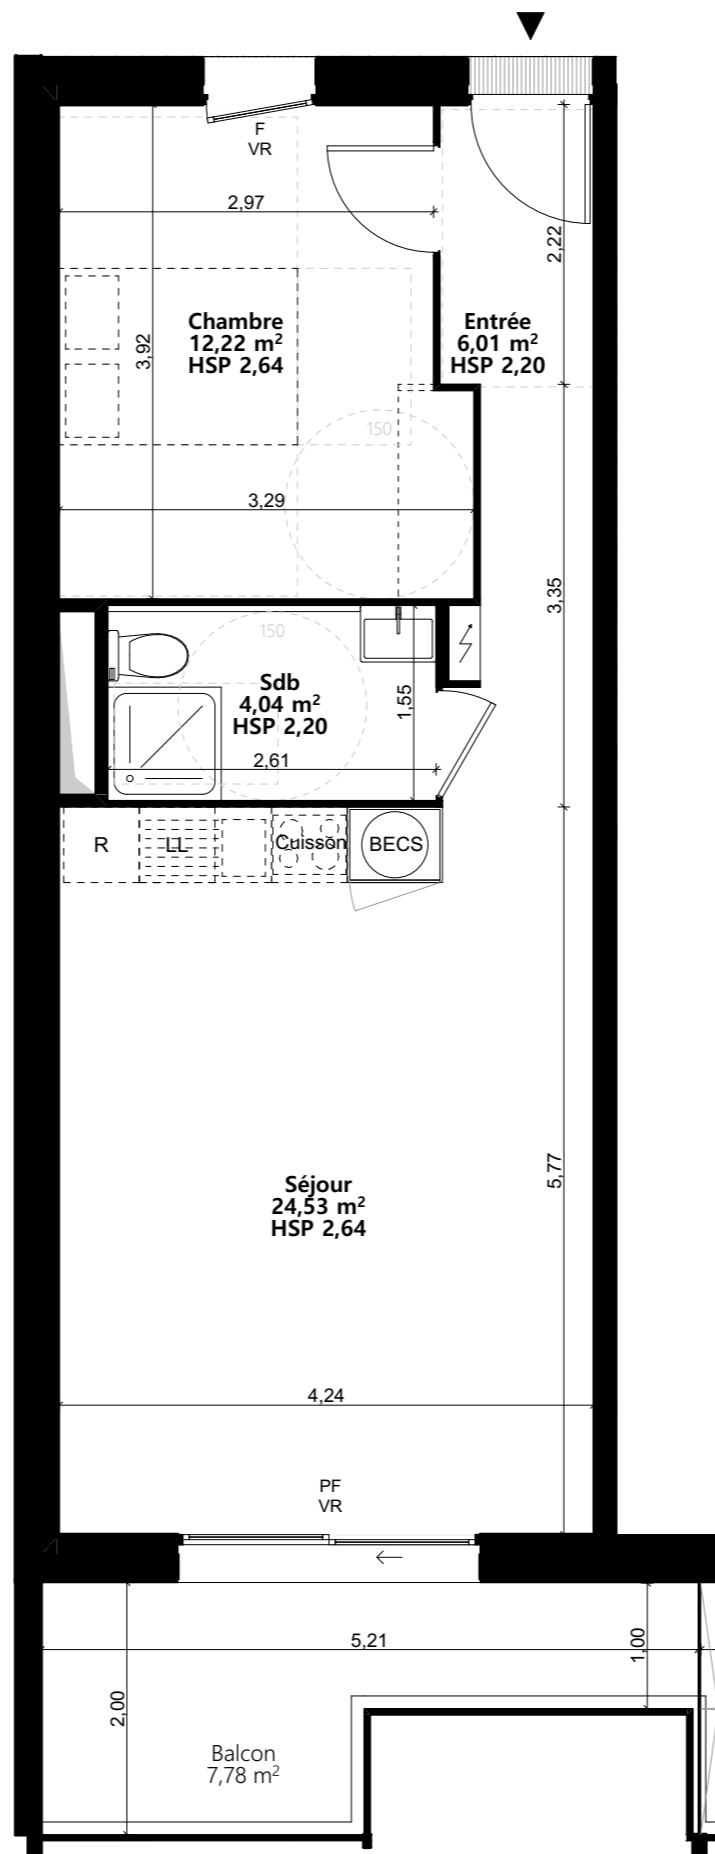 F
VR
2,97
2,22
3,92
Chambre
12,22 m²
HSP 2,64
Entrée
6,01 m²
HSP 2,20
150
3,29
3,35
150
Sdb
4,04 m²
HSP 2,20
1,55
2,61
R
LL
Cuisson
BECS
5,77
Séjour
24,53 m²
HSP 2,64
4,24
PF
VR
5,21
1,00
2,00
Balcon
7,78 m²